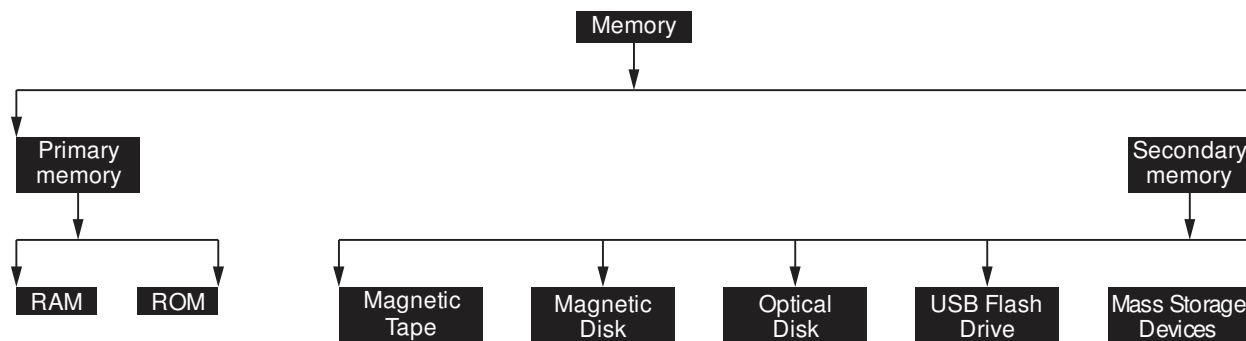 Memory
Primary
memory
Secondary
memory
RAM
ROM
Magnetic
Tape
Magnetic
Disk
Optical
Disk
USB Flash
Drive
Mass Storage
Devices